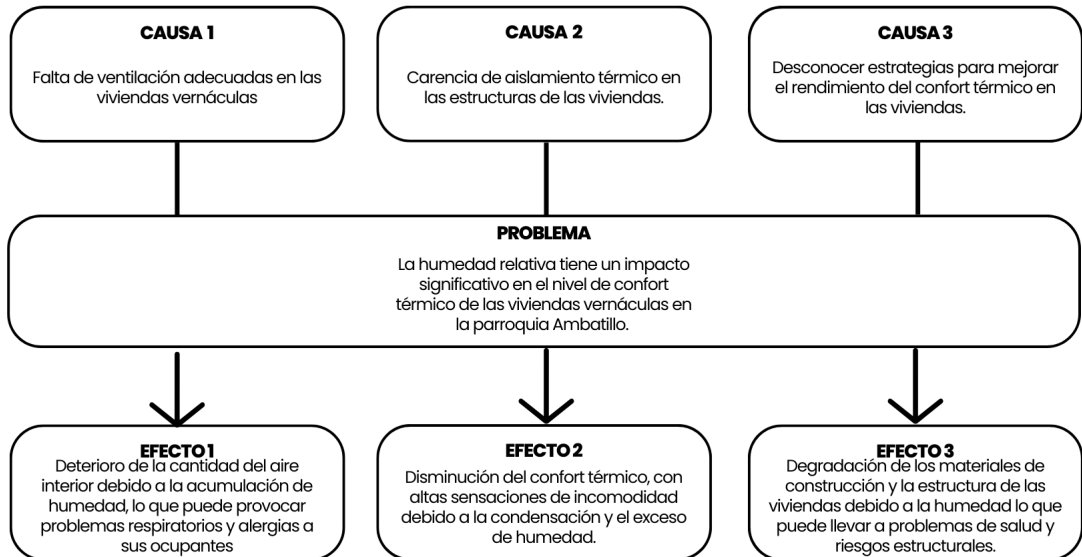 CAUSA 1
Falta de ventilación adecuadas en las
viviendas vernáculas
CAUSA 2
Carencia de aislamiento térmico en
las estructuras de las viviendas.
CAUSA 3
Desconocer estrategias para mejorar
el rendimiento del confort térmico en
las viviendas.
PROBLEMA
La humedad relativa tiene un impacto
significativo en el nivel de confort
térmico de las viviendas vernáculas en
la parroquia Ambatillo.
EFECTO 1
Deterioro de la cantidad del aire
interior debido a la acumulación de
humedad, lo que puede provocar
problemas respiratorios y alergias a
sus ocupantes
EFECTO 2
Disminución del confort térmico, con
altas sensaciones de incomodidad
debido a la condensación y el exceso
de humedad.
EFECTO 3
Degradación de los materiales de
construcción y la estructura de las
viviendas debido a la humedad lo que
puede llevar a problemas de salud y
riesgos estructurales.